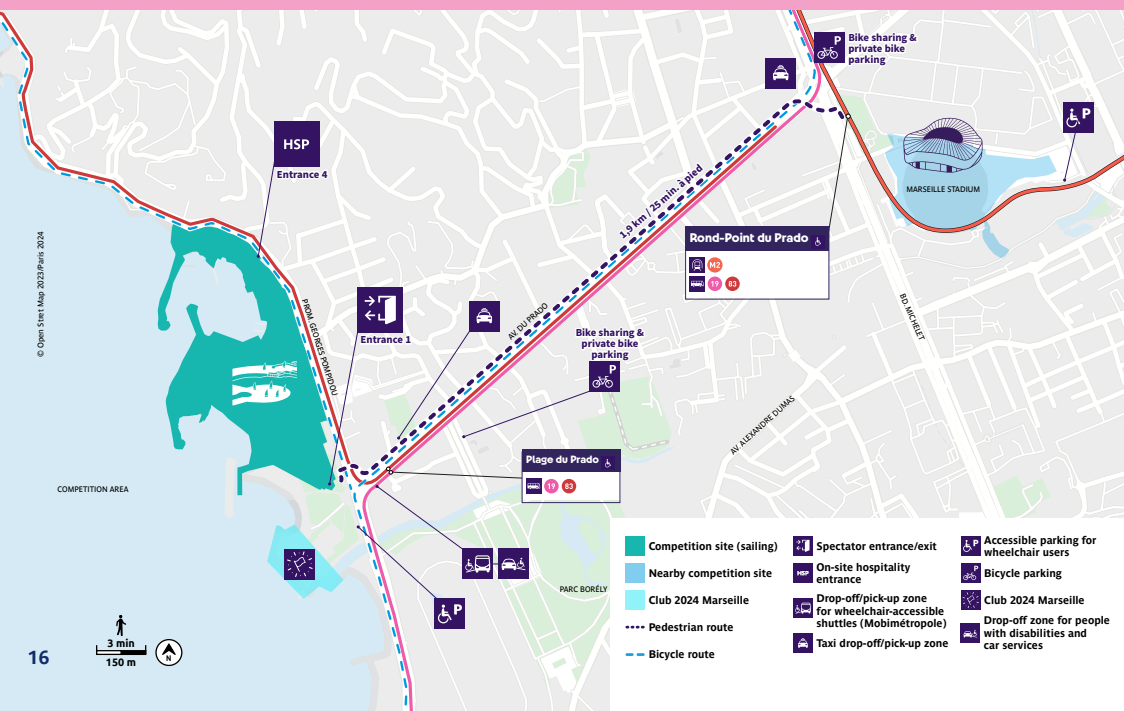 P
Bike sharing &
private bike
parking
P
HSP
Entrance 4
MARSEILLE STADIUM
1,9 km / 25 min. à pied
Rond-Point du Prado
M2
19 83
© Open Street Map 2023/Paris 2024
PROM. GEORGES POMPIDOU
Entrance 1
AV. DU PRADO
BD. MICHELET
Bike sharing &
private bike
parking
P
AV. ALEXANDRE DUMAS
Plage du Prado
19 83
COMPETITION AREA
PARC BORÉLY
P
3 min
150 m
N
16
Competition site (sailing)
Nearby competition site
Club 2024 Marseille
Pedestrian route
Bicycle route
Spectator entrance/exit
HSP
On-site hospitality
entrance
Drop-off/pick-up zone
for wheelchair-accessible
shuttles (Mobimétropole)
Taxi drop-off/pick-up zone
P
Accessible parking for
wheelchair users
P
Bicycle parking
Club 2024 Marseille
Drop-off zone for people
with disabilities and
car services